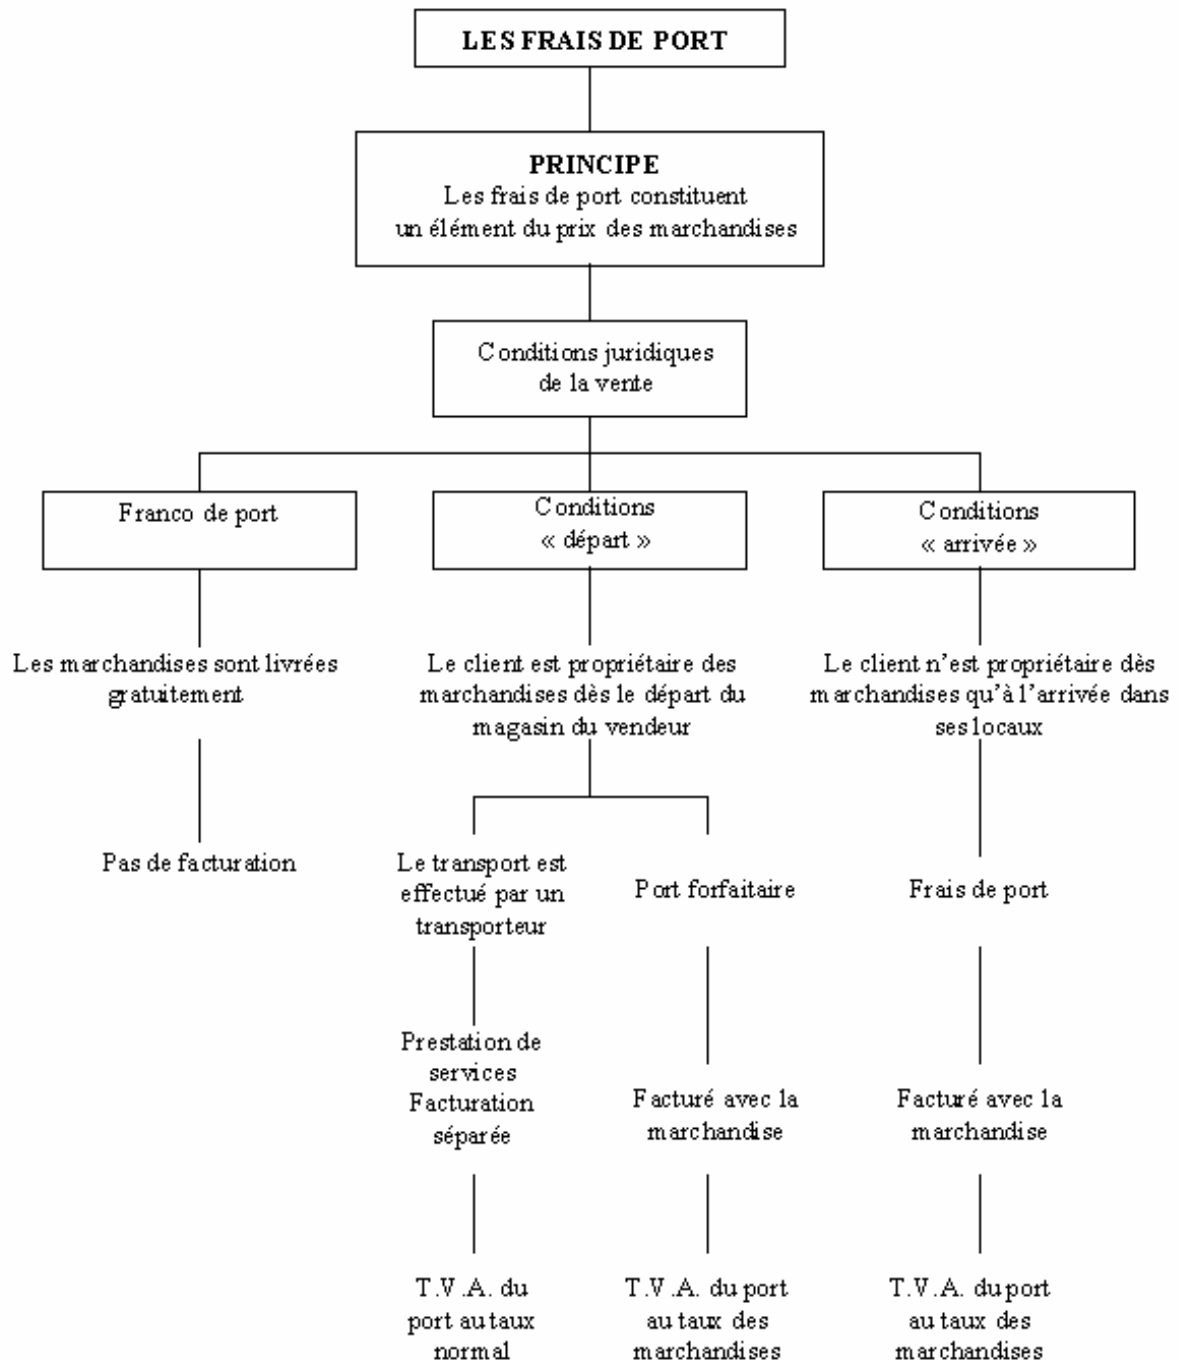 LES FRAIS DE PORT
PRINCIPE
Les frais de port constituent
un élément du prix des marchandises
Conditions juridiques
de la vente
Franco de port
Conditions
« départ »
Conditions
« arrivée »
Les marchandises sont livrées
gratuitement
Le client est propriétaire des
marchandises dès le départ du
magasin du vendeur
Le client n'est propriétaire dès
marchandises qu'à l'arrivée dans
ses locaux
Pas de facturation
Le transport est
effectué par un
transporteur
Port forfaitaire
Frais de port
Prestation de
services
Facturation
séparée
Facturé avec la
marchandise
Facturé avec la
marchandise
T.V.A. du
port au taux
normal
T.V.A. du port
au taux des
marchandises
T.V.A. du port
au taux des
marchandises